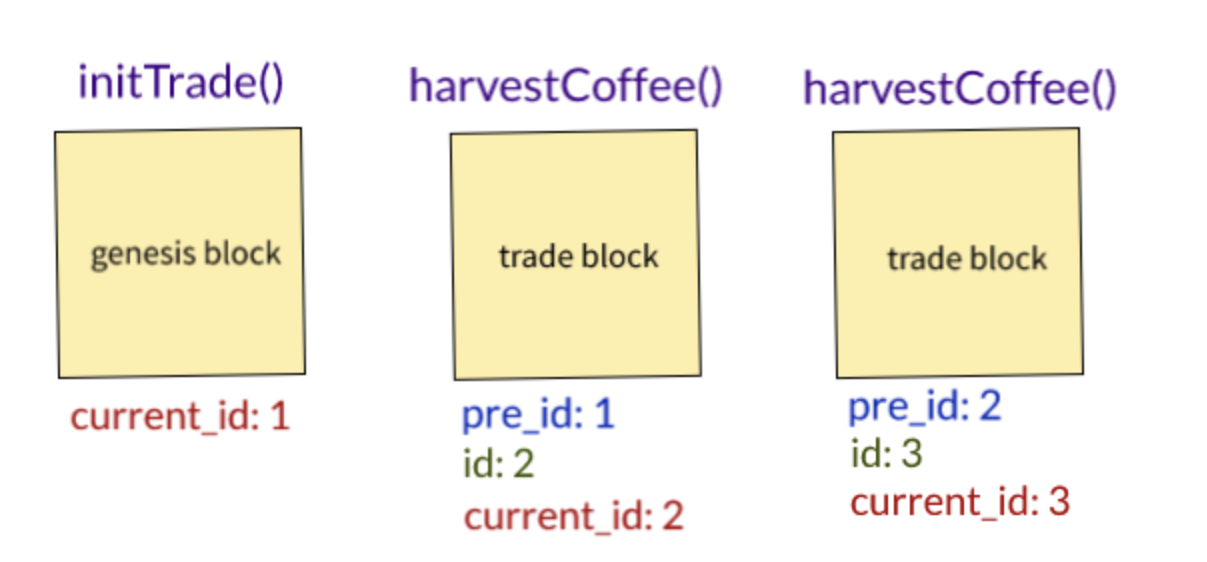 initTrade()
harvestCoffee()
harvestCoffee()
genesis block
trade block
trade block
current_id: 1
pre_id: 1
id: 2
current_id: 2
pre_id: 2
id: 3
current_id: 3